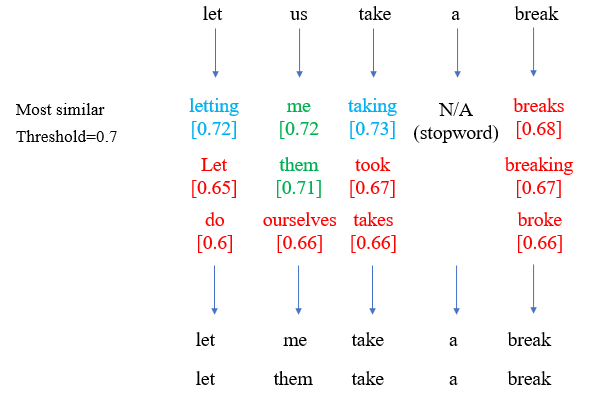 let us take a break
Most similar
Threshold=0.7
letting me taking N/A breaks
[0.72] [0.72 [0.73] (stopword) [0.68]
Let them took breaking
[0.65] [0.71] [0.67] [0.67]
do ourselves takes broke
[0.6] [0.66] [0.66] [0.66]
let me take a break
let them take a break